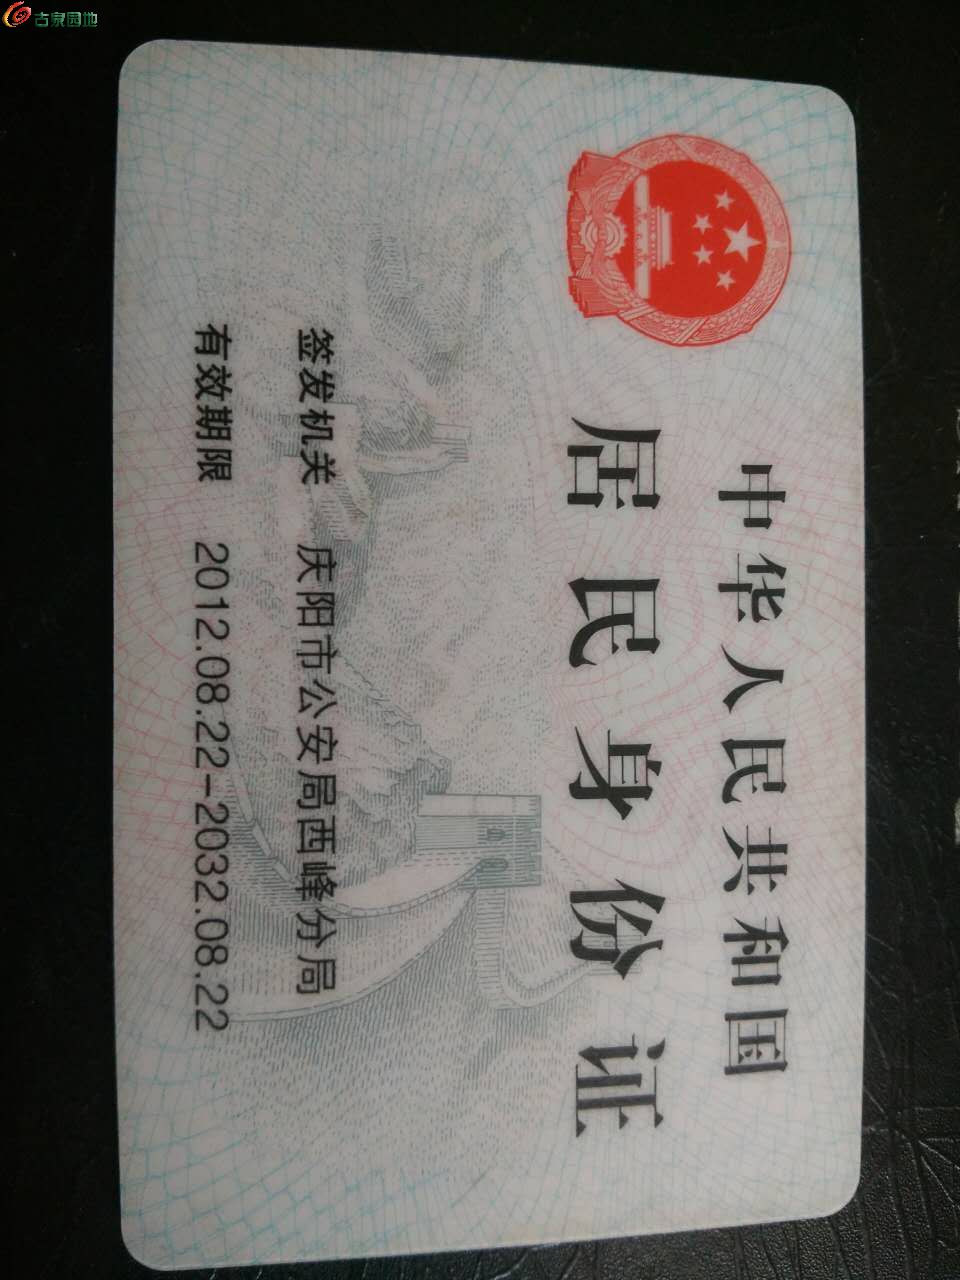 古泉园地
中华人民共和国
居民身份证
签发机关 庆阳市公安局西峰分局
有效期限 2012.08.22-2032.08.22